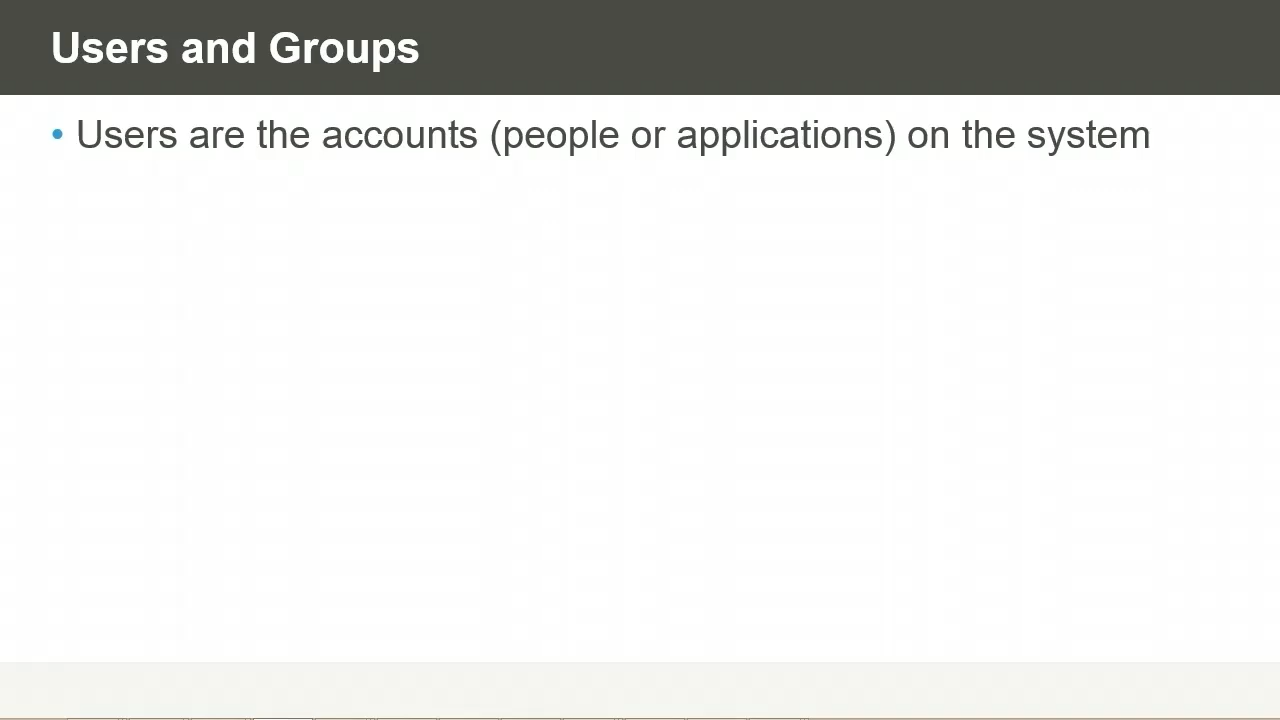 Users and Groups
• Users are the accounts (people or applications) on the system